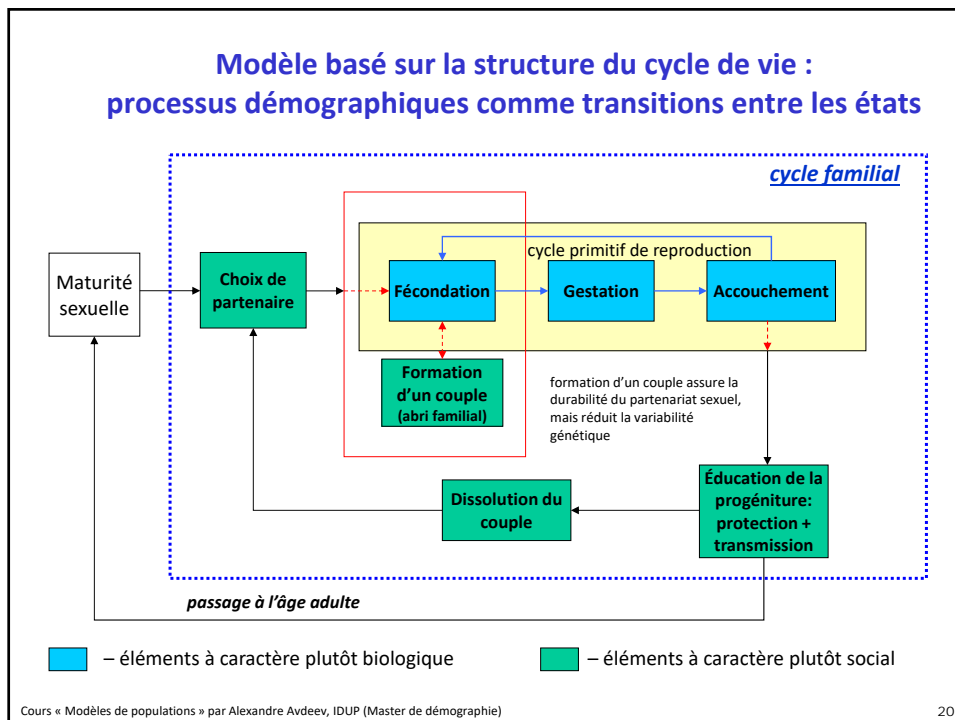 Modèle basé sur la structure du cycle de vie :
processus démographiques comme transitions entre les états
cycle familial
cycle primitif de reproduction
Maturité
sexuelle
Choix de
partenaire
Fécondation
Gestation
Accouchement
Formation
d’un couple
(abri familial)
formation d’un couple assure la
durabilité du partenariat sexuel,
mais réduit la variabilité
génétique
Dissolution du
couple
Éducation de la
progéniture:
protection +
transmission
passage à l’âge adulte
– éléments à caractère plutôt biologique
– éléments à caractère plutôt social
Cours « Modèles de populations » par Alexandre Avdeev, IDUP (Master de démographie)
20